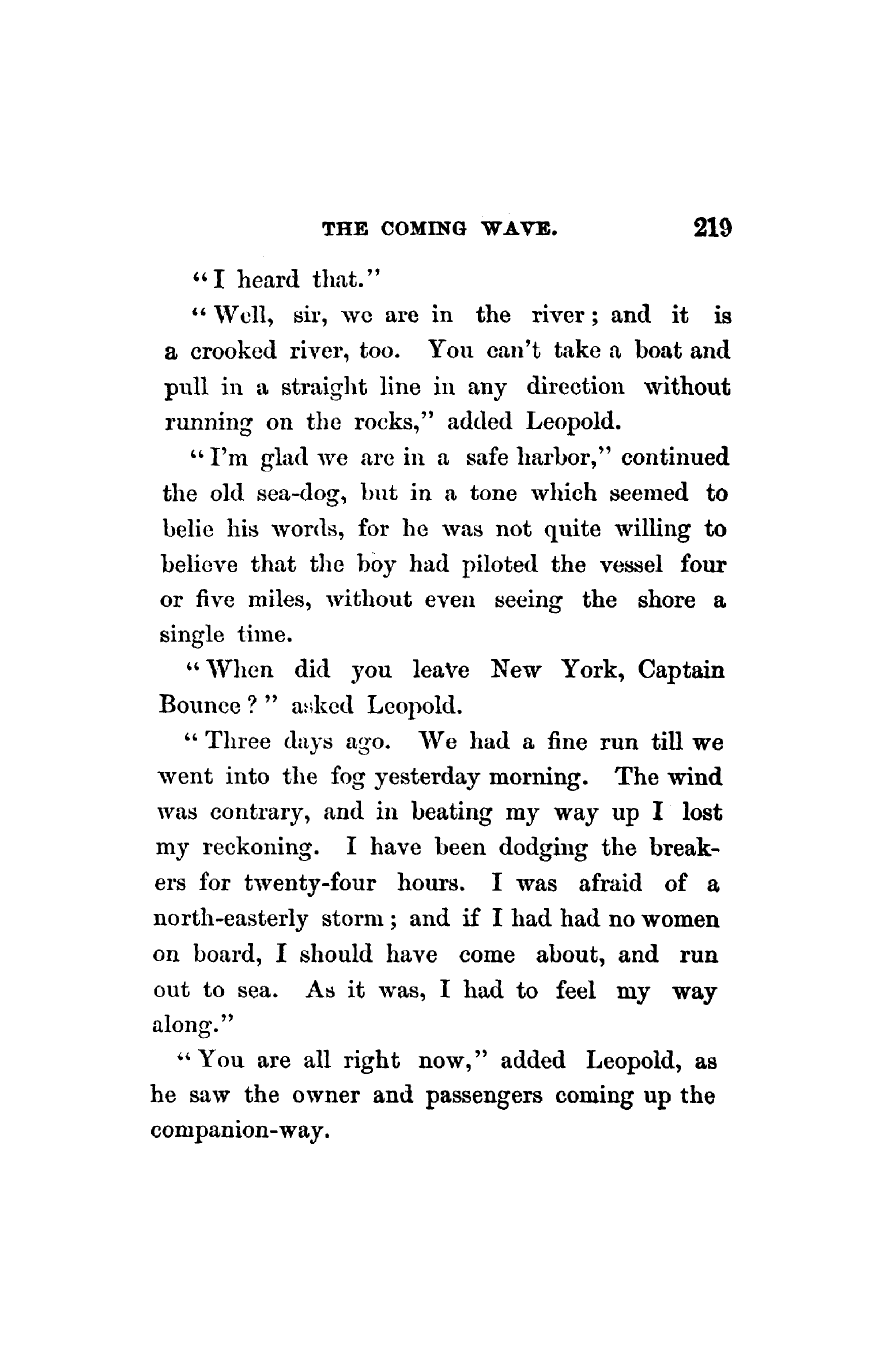 THE COMING WAVE. 219
“I heard that.”
“Well, sir, we are in the river; and it is
a crooked river, too. You can’t take a boat and
pull in a straight line in any direction without
running on the rocks,” added Leopold.
“I’m glad we are in a safe harbor,” continued
the old sea-dog, but in a tone which seemed to
belie his words, for he was not quite willing to
believe that the boy had piloted the vessel four
or five miles, without even seeing the shore a
single time.
“When did you leave New York, Captain
Bounce?” asked Leopold.
“Three days ago. We had a fine run till we
went into the fog yesterday morning. The wind
was contrary, and in beating my way up I lost
my reckoning. I have been dodging the break-
ers for twenty-four hours. I was afraid of a
north-easterly storm; and if I had had no women
on board, I should have come about, and run
out to sea. As it was, I had to feel my way
along.”
“You are all right now,” added Leopold, as
he saw the owner and passengers coming up the
companion-way.